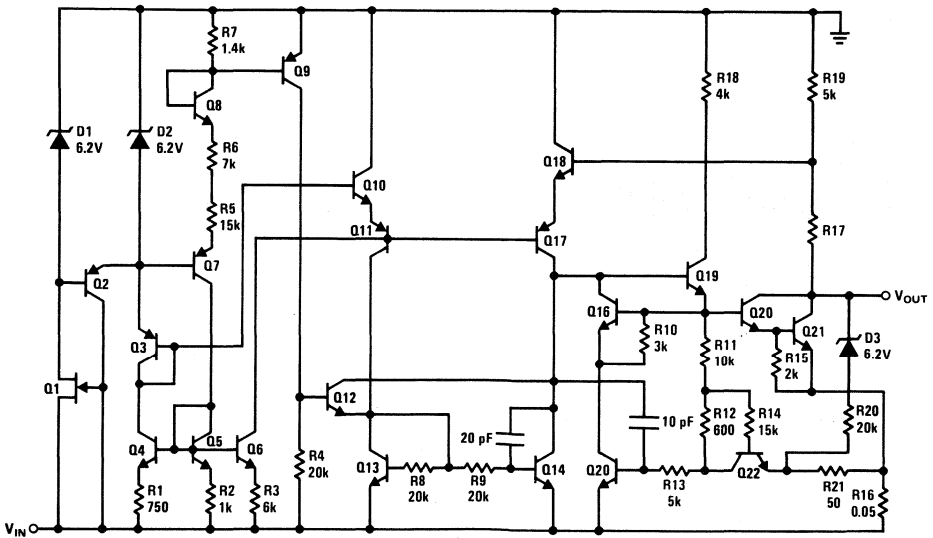 R7
1.4k
Q9
R18
4k
R19
5k
Q8
D1
6.2V
D2
6.2V
R6
7k
Q18
Q10
R5
15k
R17
Q11
Q17
Q7
Q2
Q19
VOUT
Q16
Q20
Q21
R10
3k
R11
10k
D3
6.2V
Q3
R15
2k
Q1
Q12
10 pF
R12
600
R14
15k
R20
20k
20 pF
Q4
Q5
Q6
R4
20k
Q13
R8
20k
R9
20k
Q14
Q20
R13
5k
Q22
R21
50
R16
0.05
R1
750
R2
1k
R3
6k
VIN